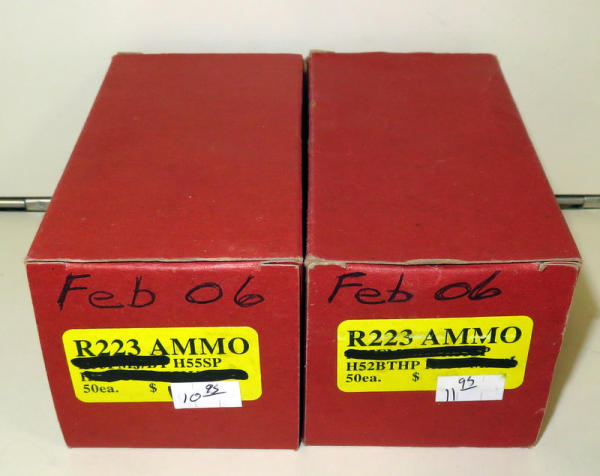 Feb 06
R223 AMMO
H55SP
50ea. $
10 95
Feb 06
R223 AMMO
H52BTHP
50ea. $
11 95